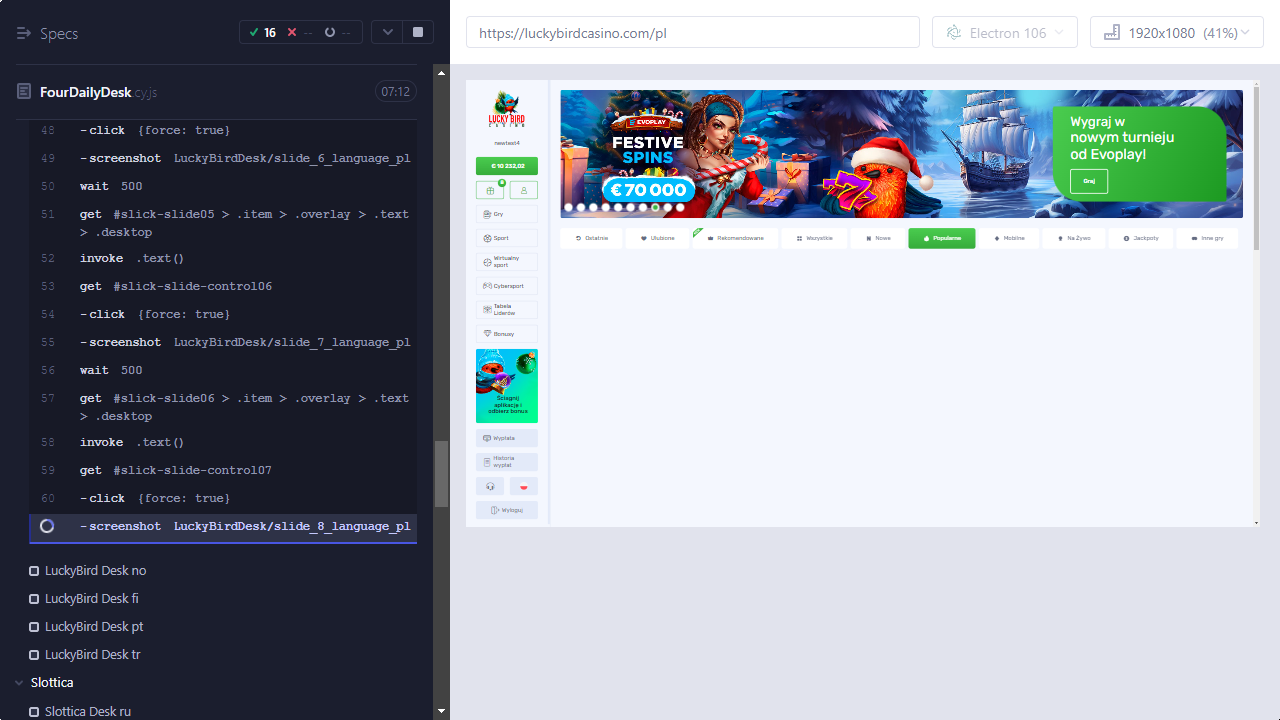 Specs
16
--
--
FourDailyDesk.cy.js
07:12
48 -click {force: true}
49 -screenshot LuckyBirdDesk/slide_6_language_pl
50 wait 500
51 get #slick-slide05 > .item > .overlay > .text
> .desktop
52 invoke .text()
53 get #slick-slide-control06
54 -click {force: true}
55 -screenshot LuckyBirdDesk/slide_7_language_pl
56 wait 500
57 get #slick-slide06 > .item > .overlay > .text
> .desktop
58 invoke .text()
59 get #slick-slide-control07
60 -click {force: true}
-screenshot LuckyBirdDesk/slide_8_language_pl
LuckyBird Desk no
LuckyBird Desk fi
LuckyBird Desk pt
LuckyBird Desk tr
Slottica
Slottica Desk ru
https://luckybirdcasino.com/pl
Electron 106
1920x1080 (41%)
LUCKY BIRD
CASINO
newtest4
€ 10 232,02
Gry
Sport
Wirtualny
sport
Cybersport
Tabela
Liderów
Bonusy
Ściągnij
aplikację i
odbierz bonus
Wypłata
Historia
wypłat
Wyloguj
EVOPLAY
FESTIVE
SPINS
€ 70 000
Wygraj w
nowym turnieju
od Evoplay!
Graj
Ostatnie
Ulubione
Rekomendowane
Wszystkie
Nowe
Popularne
Mobilne
Na Żywo
Jackpoty
Inne gry